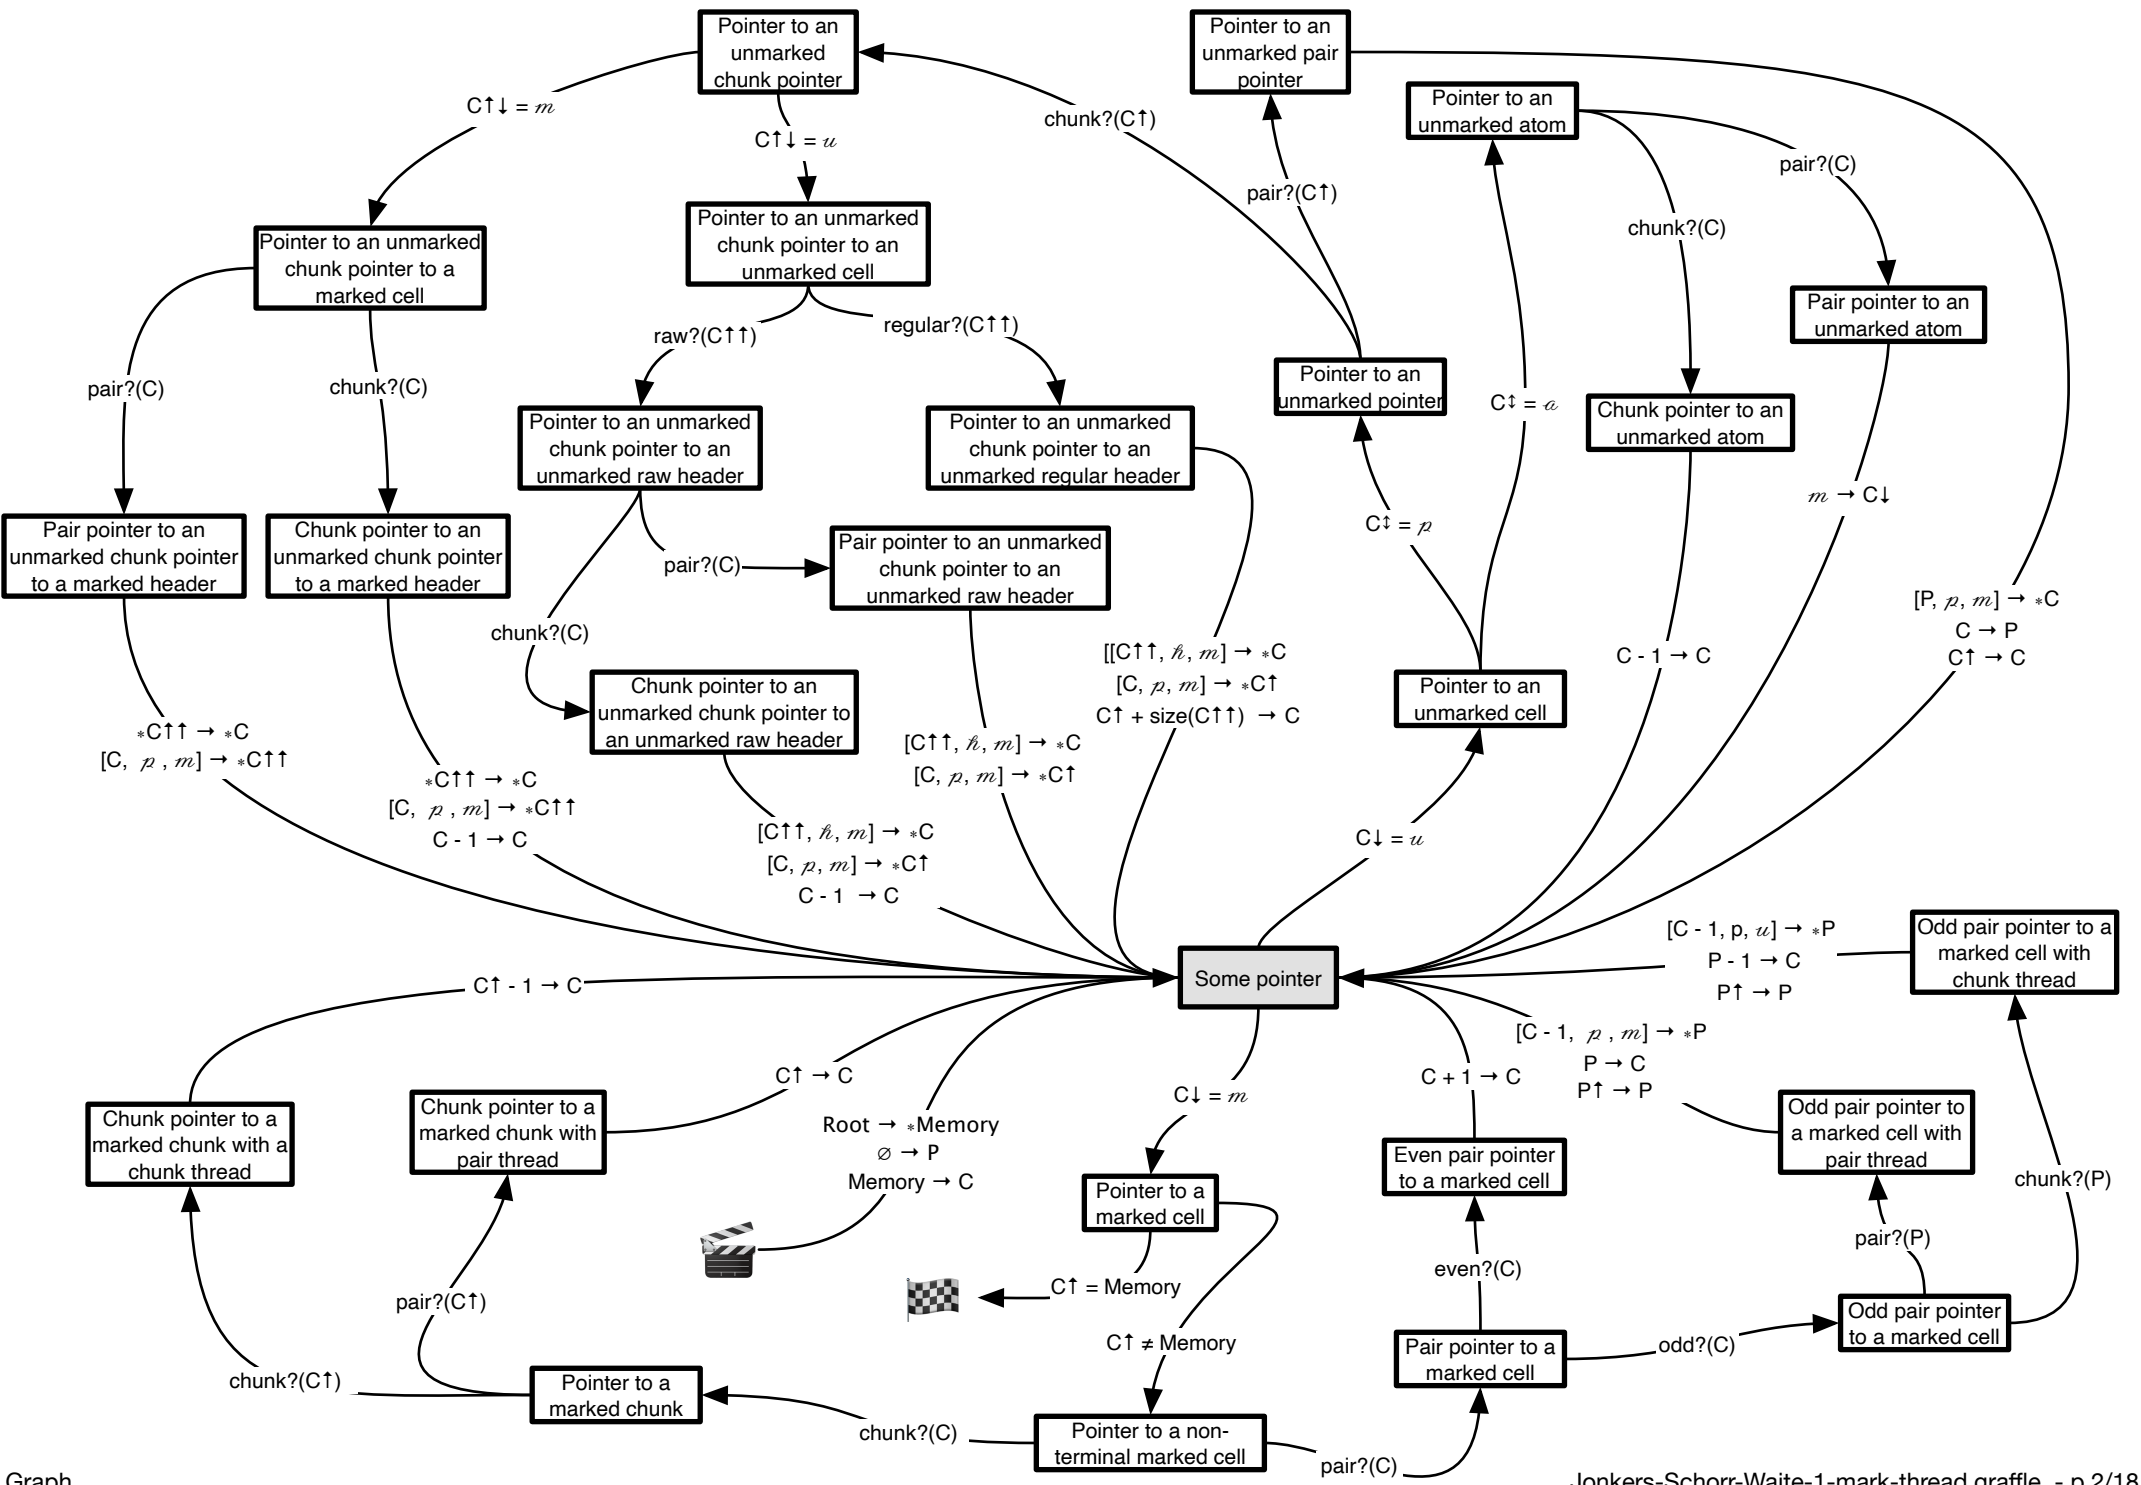 Pointer to an
unmarked
chunk pointer
Pointer to an
unmarked pair
pointer
Pointer to an
unmarked atom
C↑↓ = m
C↑↓ = u
chunk?(C↑)
pair?(C↑)
pair?(C)
chunk?(C)
Pointer to an unmarked
chunk pointer to a
marked cell
Pointer to an unmarked
chunk pointer to an
unmarked cell
Pair pointer to an
unmarked atom
raw?(C↑↑)
regular?(C↑↑)
pair?(C)
chunk?(C)
Pointer to an
unmarked pointer
C↕ = a
Chunk pointer to an
unmarked atom
Pointer to an unmarked
chunk pointer to an
unmarked raw header
Pointer to an unmarked
chunk pointer to an
unmarked regular header
m → C↓
C↕ = p
Pair pointer to an
unmarked chunk pointer
to a marked header
Chunk pointer to an
unmarked chunk pointer
to a marked header
pair?(C)
Pair pointer to an unmarked
chunk pointer to an
unmarked raw header
[P, p, m] → *C
C → P
C↑ → C
chunk?(C)
[[C↑↑, h, m] → *C
[C, p, m] → *C↑
C↑ + size(C↑↑) → C
C - 1 → C
Chunk pointer to an
unmarked chunk pointer to
an unmarked raw header
Pointer to an
unmarked cell
*C↑↑ → *C
[C, p , m] → *C↑↑
[C↑↑, h, m] → *C
[C, p, m] → *C↑
*C↑↑ → *C
[C, p , m] → *C↑↑
C - 1 → C
[C↑↑, h, m] → *C
[C, p, m] → *C↑
C - 1 → C
C↓ = u
Some pointer
[C - 1, p, u] → *P
P - 1 → C
P↑ → P
Odd pair pointer to a
marked cell with
chunk thread
C↑ - 1 → C
[C - 1, p , m] → *P
P → C
P↑ → P
C↑ → C
C + 1 → C
C↓ = m
Chunk pointer to a
marked chunk with a
chunk thread
Chunk pointer to a
marked chunk with
pair thread
Root → *Memory
∅ → P
Memory → C
Odd pair pointer to
a marked cell with
pair thread
Even pair pointer
to a marked cell
Pointer to a
marked cell
chunk?(P)
pair?(P)
even?(C)
C↑ = Memory
pair?(C↑)
Odd pair pointer
to a marked cell
C↑ ≠ Memory
Pair pointer to a
marked cell
odd?(C)
chunk?(C↑)
Pointer to a
marked chunk
chunk?(C)
Pointer to a non-
terminal marked cell
pair?(C)
Graph
Jonkers-Schorr-Waite-1-mark-thread.graffle - p 2/18